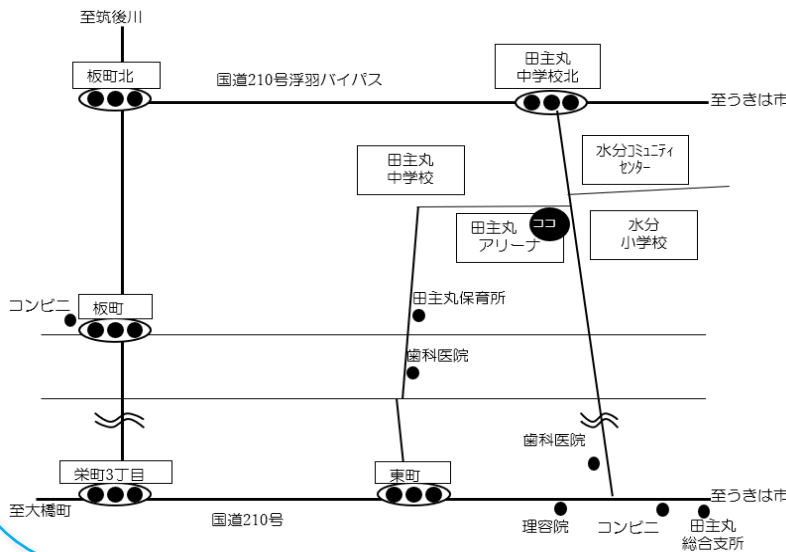 至筑後川
板町北
国道210号浮羽バイパス
田主丸
中学校北
至うきは市
田主丸
中学校
水分コミュニティ
センター
田主丸
アリーナ
ココ
水分
小学校
コンビニ
板町
田主丸保育所
歯科医院
歯科医院
栄町3丁目
東町
至うきは市
至大橋町
国道210号
理容院
コンビニ
田主丸
総合支所